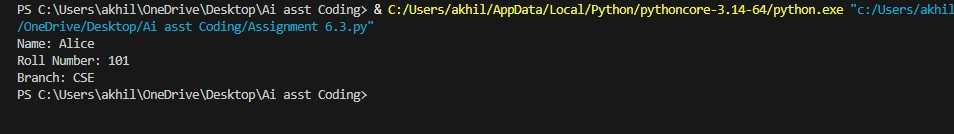 PS C:\Users\akhil\OneDrive\Desktop\Ai asst Coding> & C:/Users/akhil/AppData/Local/Python/pythoncore-3.14-64/python.exe "c:/Users/akhil
/OneDrive/Desktop/Ai asst Coding/Assignment 6.3.py"
Name: Alice
Roll Number: 101
Branch: CSE
PS C:\Users\akhil\OneDrive\Desktop\Ai asst Coding>